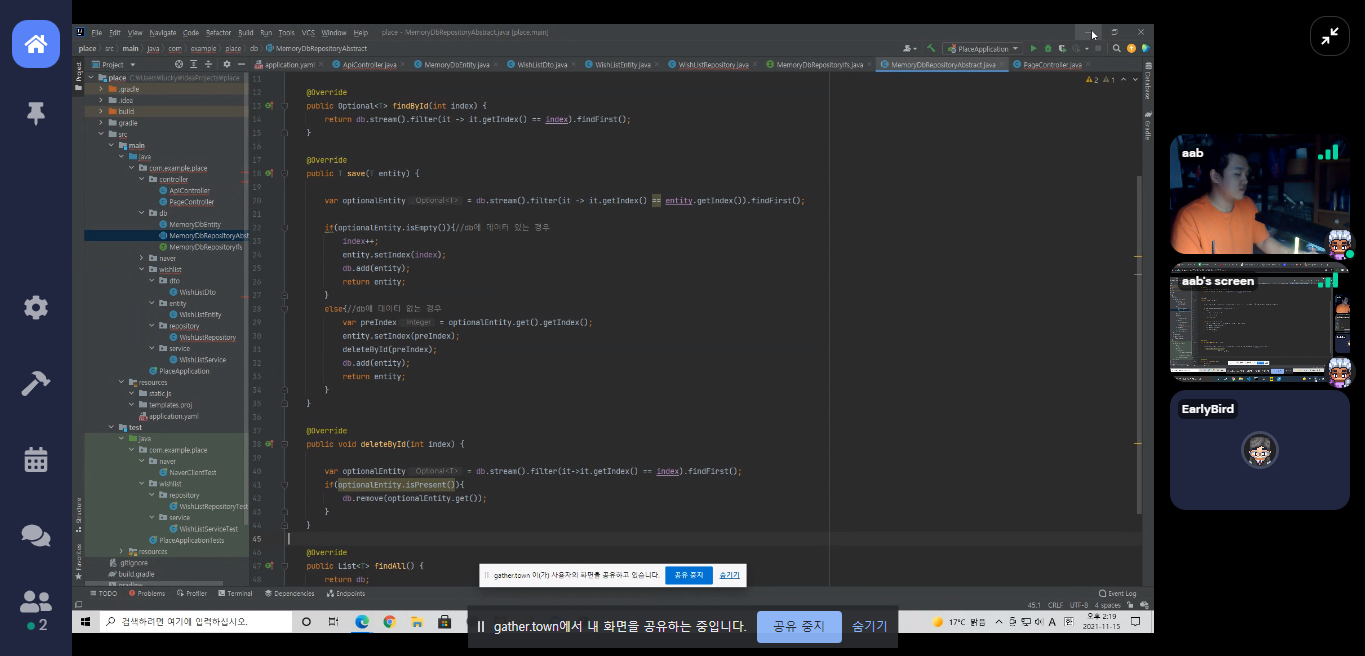 File Edit View Navigate Code Refactor Build Run Tools VCS Window Help place - MemoryDbRepositoryAbstract.java [place.main]
place src main java com example place db MemoryDbRepositoryAbstract
PlaceApplication
Project
application.yaml ApiController.java MemoryDbEntity.java WishListDto.java WishListEntity.java WishListRepository.java MemoryDbRepositoryIfs.java MemoryDbRepositoryAbstract.java PageController.java
place C:\Users\lucky\IdeaProjects\place
.gradle
.idea
build
gradle
src
main
java
com.example.place
controller
ApiController
PageController
db
MemoryDbEntity
MemoryDbRepositoryAbst
MemoryDbRepositoryIfs
naver
wishlist
dto
WishListDto
entity
WishListEntity
repository
WishListRepository
service
WishListService
PlaceApplication
resources
static.js
templates.proj
application.yaml
test
java
com.example.place
naver
NaverClientTest
wishlist
repository
WishListRepositoryTest
service
WishListServiceTest
PlaceApplicationTests
resources
.gitignore
build.gradle
Project
Structure
Favorites
11
12 @Override
13 public Optional<T> findById(int index) {
14 return db.stream().filter(it -> it.getIndex() == index).findFirst();
15 }
16
17 @Override
18 public T save(T entity) {
19
20 var optionalEntity Optional<T> = db.stream().filter(it -> it.getIndex() == entity.getIndex()).findFirst();
21
22 if(optionalEntity.isEmpty()){//db에 데이터 있는 경우
23 index++;
24 entity.setIndex(index);
25 db.add(entity);
26 return entity;
27 }
28 else{//db에 데이터 없는 경우
29 var preIndex Integer = optionalEntity.get().getIndex();
30 entity.setIndex(preIndex);
31 deleteById(preIndex);
32 db.add(entity);
33 return entity;
34 }
35 }
36
37 @Override
38 public void deleteById(int index) {
39
40 var optionalEntity Optional<T> = db.stream().filter(it->it.getIndex() == index).findFirst();
41 if(optionalEntity.isPresent()){
42 db.remove(optionalEntity.get());
43 }
44 }
45
46 @Override
47 public List<T> findAll() {
48 return db;
2 1
Database
Gradle
TODO Problems Profiler Terminal Dependencies Endpoints Event Log
45:1 CRLF UTF-8 4 spaces
gather.town 이(가) 사용자의 화면을 공유하고 있습니다. 공유 중지 숨기기
검색하려면 여기에 입력하십시오.
17°C 맑음 A 오후 2:19
2021-11-15
gather.town에서 내 화면을 공유하는 중입니다. 공유 중지 숨기기
2
aab
aab's screen
EarlyBird